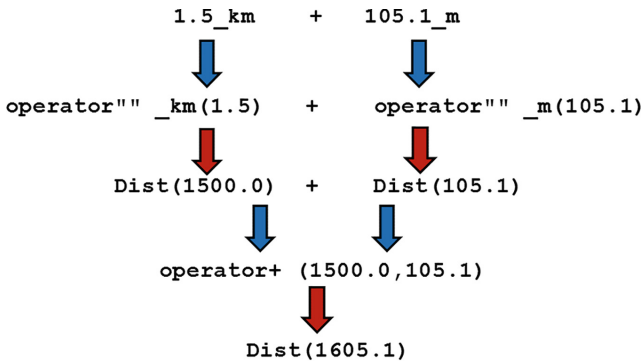 1.5_km + 105.1_m
operator"" _km(1.5) + operator"" _m(105.1)
Dist(1500.0) + Dist(105.1)
operator+ (1500.0,105.1)
Dist(1605.1)